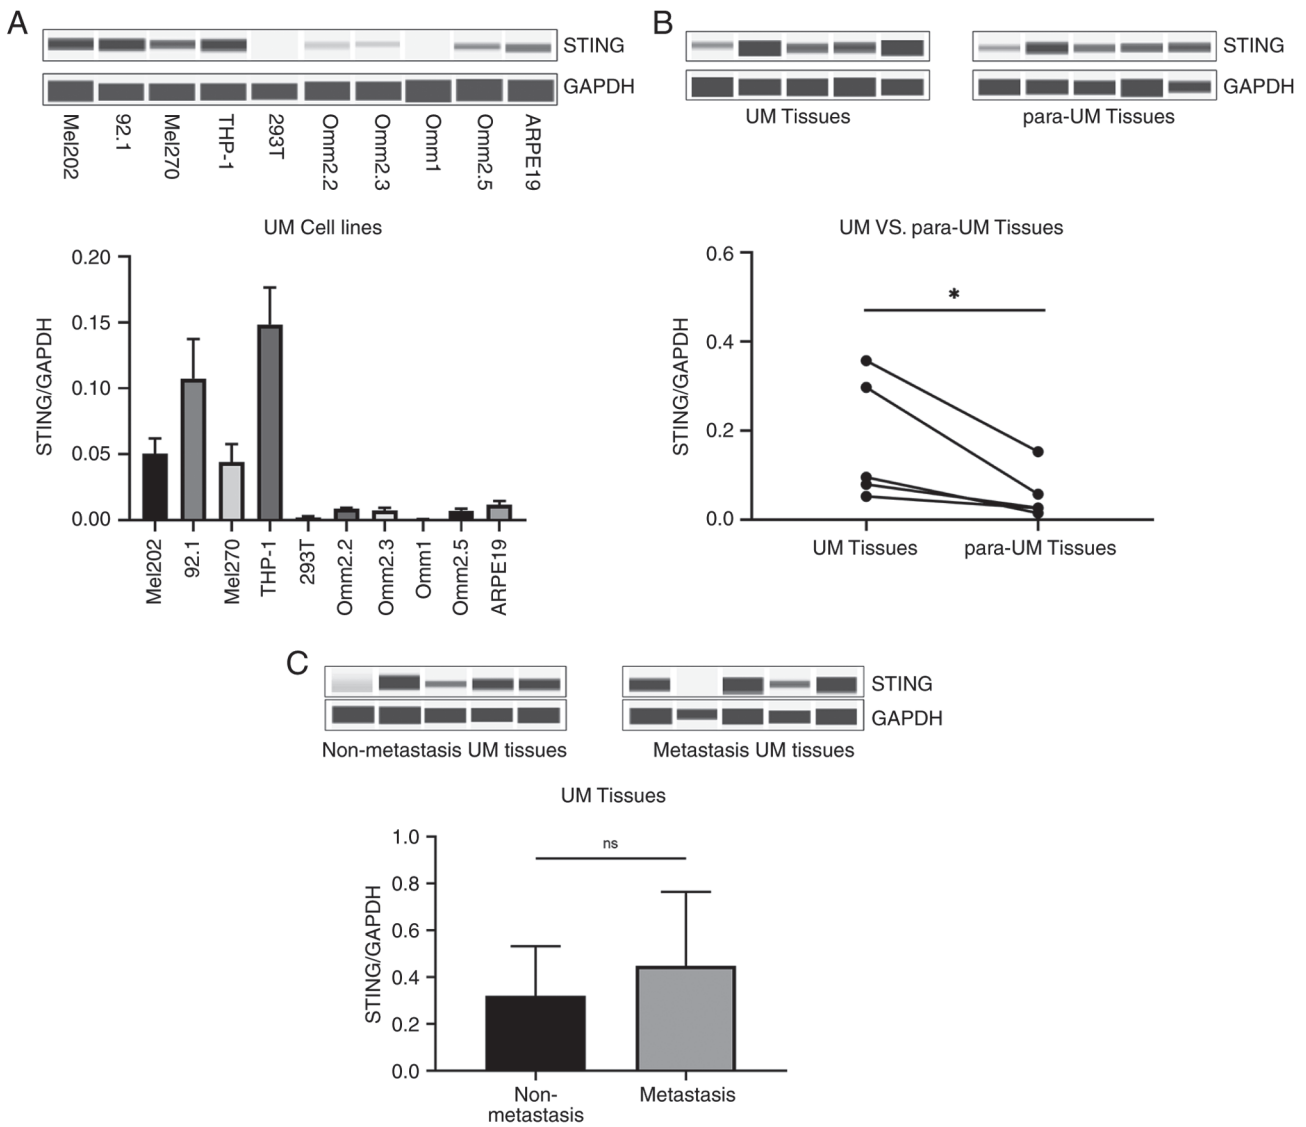 A
STING
GAPDH
Mel202
92.1
Mel270
THP-1
293T
Omm2.2
Omm2.3
Omm1
Omm2.5
ARPE19
UM Cell lines
STING/GAPDH
0.20
0.15
0.10
0.05
0.00
Mel202
92.1
Mel270
THP-1
293T
Omm2.2
Omm2.3
Omm1
Omm2.5
ARPE19
B
STING
GAPDH
UM Tissues
para-UM Tissues
UM VS. para-UM Tissues
STING/GAPDH
0.6
0.4
0.2
0.0
*
UM Tissues
para-UM Tissues
C
STING
GAPDH
Non-metastasis UM tissues
Metastasis UM tissues
UM Tissues
STING/GAPDH
1.0
0.8
0.6
0.4
0.2
0.0
ns
Non-
metastasis
Metastasis